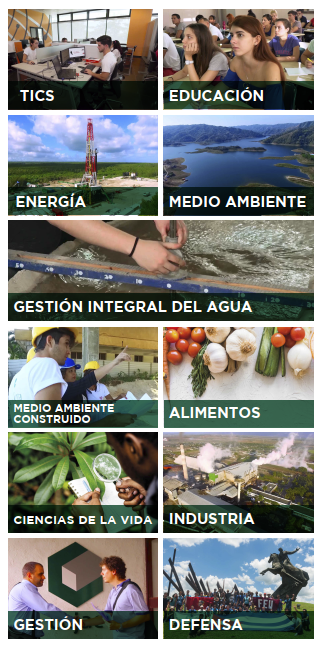 TICS
EDUCACIÓN
ENERGÍA
MEDIO AMBIENTE
GESTIÓN INTEGRAL DEL AGUA
MEDIO AMBIENTE
CONSTRUIDO
ALIMENTOS
CIENCIAS DE LA VIDA
INDUSTRIA
GESTIÓN
FEU
DEFENSA